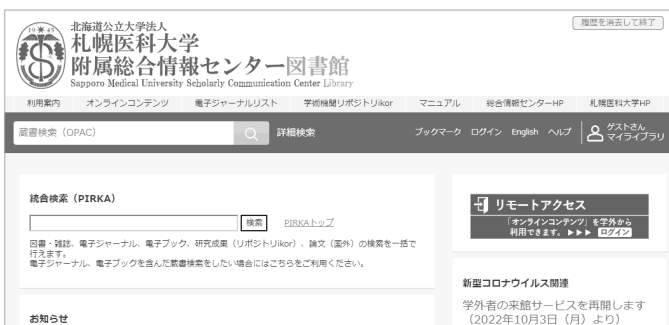 履歴を消去して終了
19 45
北海道公立大学法人
札幌医科大学
附属総合情報センター図書館
Sapporo Medical University Scholarly Communication Center Library
利用案内 オンラインコンテンツ 電子ジャーナルリスト 学術機関リポジトリikor マニュアル 総合情報センターHP 札幌医科大学HP
蔵書検索（OPAC） 詳細検索 ブックマーク ログイン English ヘルプ ゲストさん
マイライブラリ
統合検索（PIRKA）
検索 PIRKAトップ
図書・雑誌、電子ジャーナル、電子ブック、研究成果（リポジトリikor）、論文（国外）の検索を一括で
行えます。
電子ジャーナル、電子ブックを含んだ蔵書検索をしたい場合にはこちらをご利用ください。
お知らせ
リモートアクセス
「オンラインコンテンツ」を学外から
利用できます。▶▶▶ ログイン
新型コロナウイルス関連
学外者の来館サービスを再開します
（2022年10月3日（月）より）